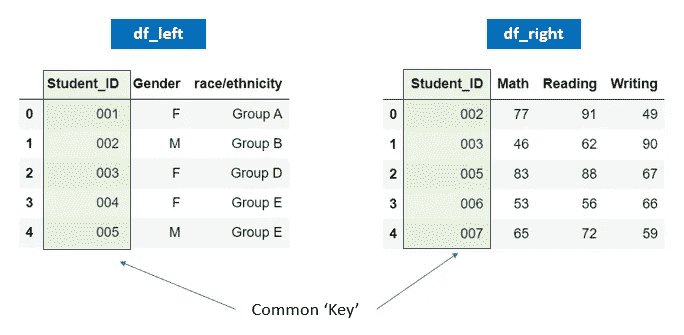 df_left
df_right
Student_ID Gender race/ethnicity
0 001 F Group A
1 002 M Group B
2 003 F Group D
3 004 F Group E
4 005 M Group E
Student_ID Math Reading Writing
0 002 77 91 49
1 003 46 62 90
2 005 83 88 67
3 006 53 56 66
4 007 65 72 59
Common ‘Key’